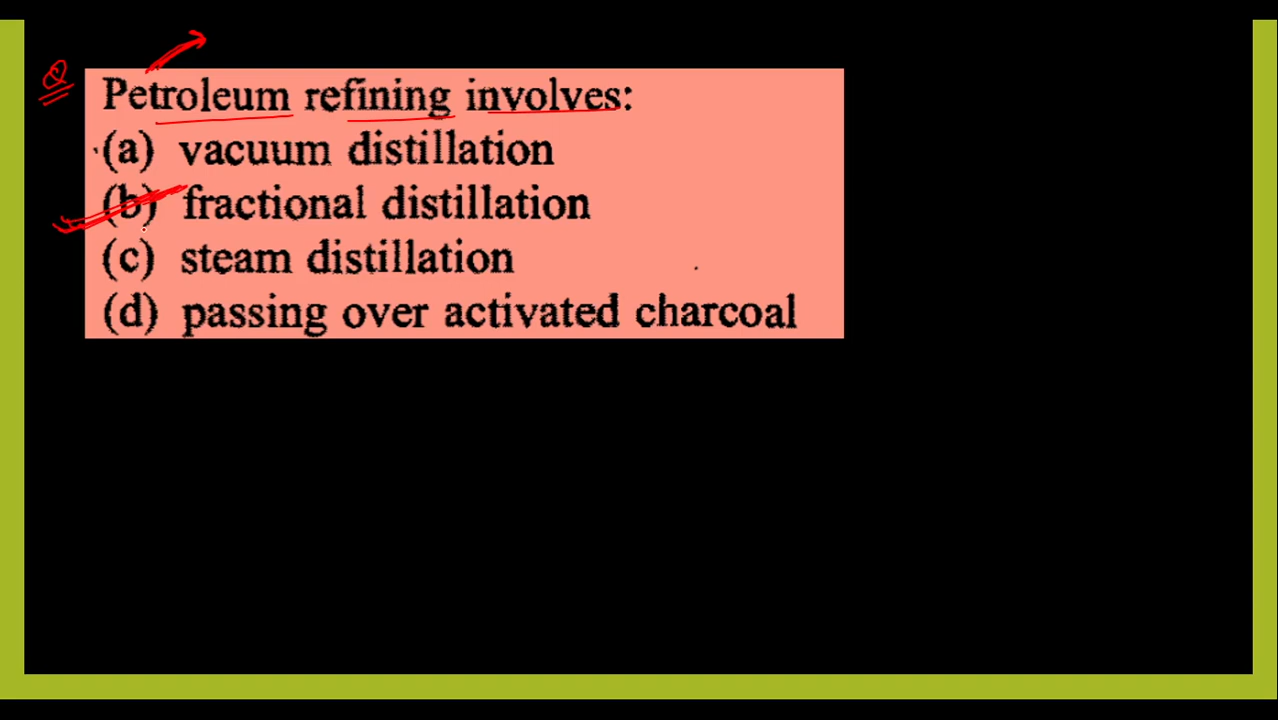 Q
Petroleum refining involves:
(a) vacuum distillation
(b) fractional distillation
(c) steam distillation
(d) passing over activated charcoal